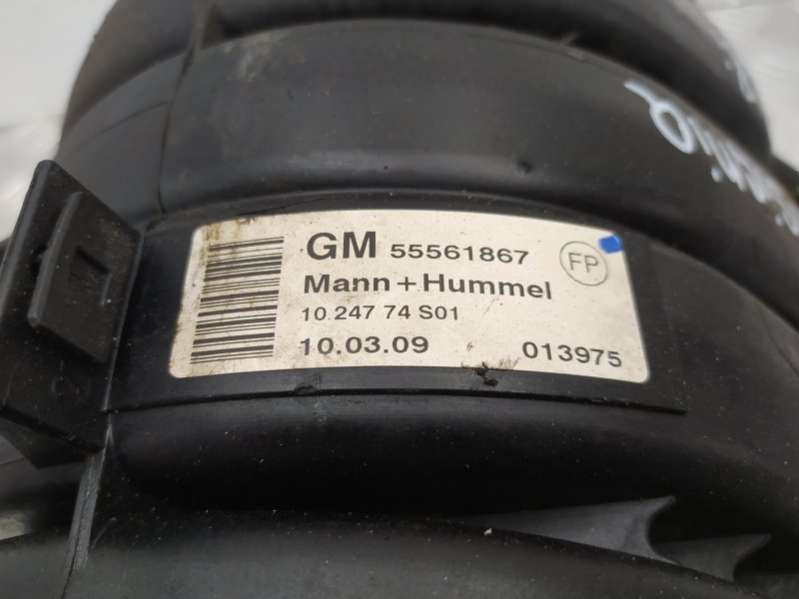 GM 55561867
FP
Mann+Hummel
10 247 74 S01
10.03.09 013975